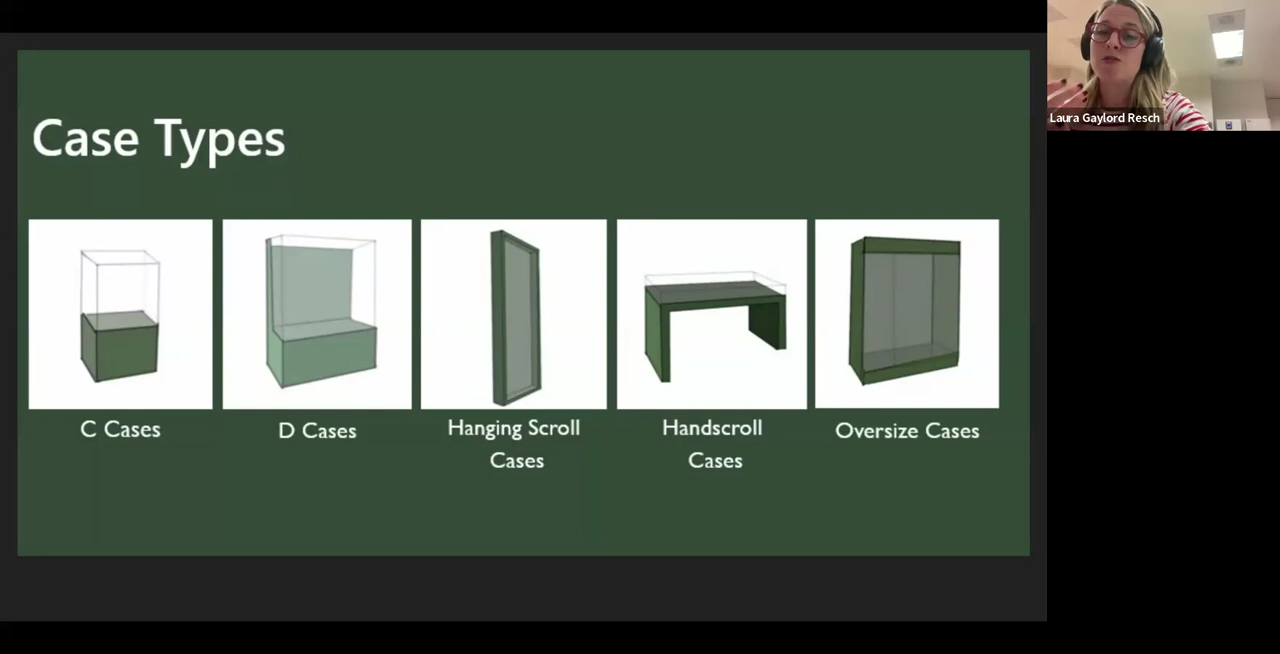 Case Types
C Cases
D Cases
Hanging Scroll
Cases
Handscroll
Cases
Oversize Cases
Laura Gaylord Resch